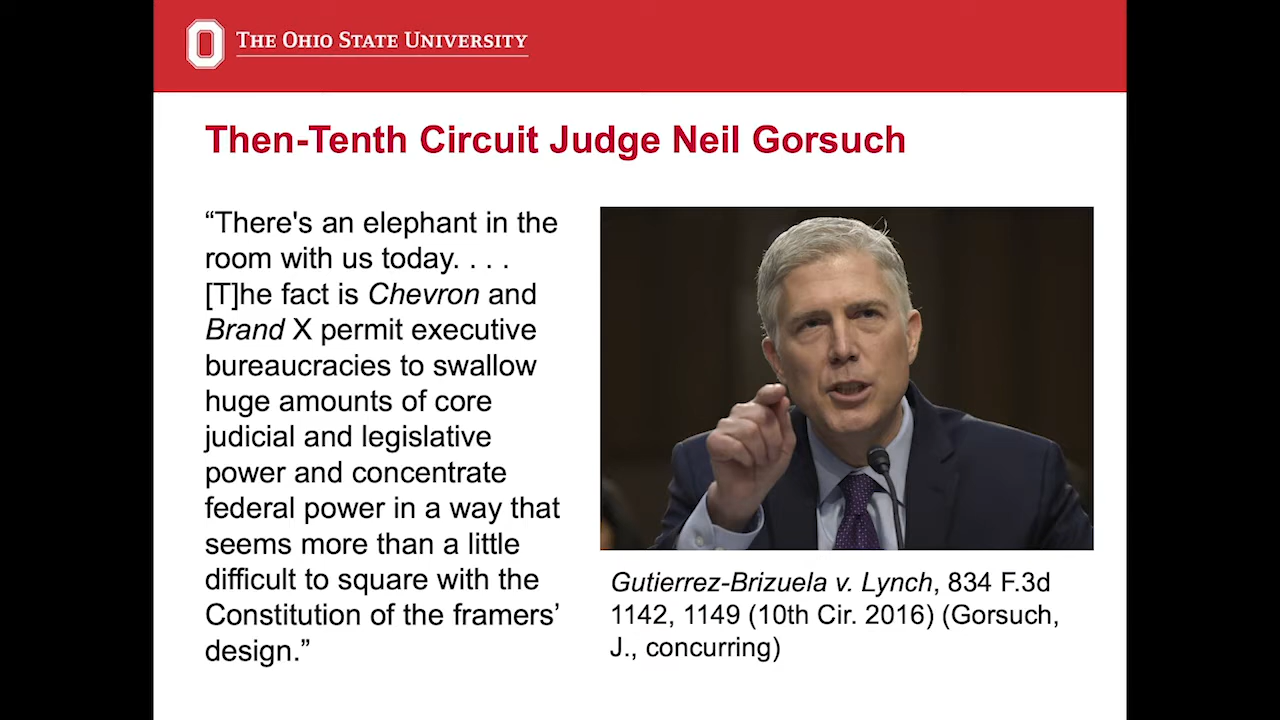 THE OHIO STATE UNIVERSITY
Then-Tenth Circuit Judge Neil Gorsuch
“There's an elephant in the
room with us today. . . .
[T]he fact is Chevron and
Brand X permit executive
bureaucracies to swallow
huge amounts of core
judicial and legislative
power and concentrate
federal power in a way that
seems more than a little
difficult to square with the
Constitution of the framers’
design.”
Gutierrez-Brizuela v. Lynch, 834 F.3d
1142, 1149 (10th Cir. 2016) (Gorsuch,
J., concurring)